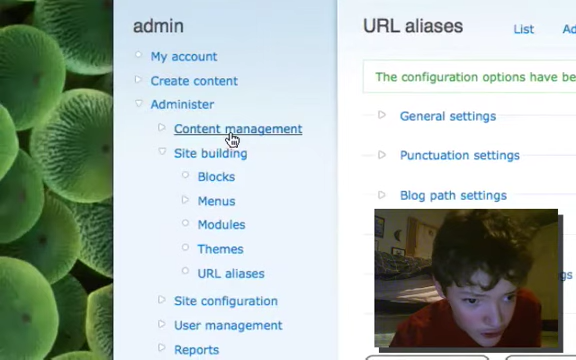 admin
My account
Create content
Administer
Content management
Site building
Blocks
Menus
Modules
Themes
URL aliases
Site configuration
User management
Reports
URL aliases
List
The configuration options have be
General settings
Punctuation settings
Blog path settings